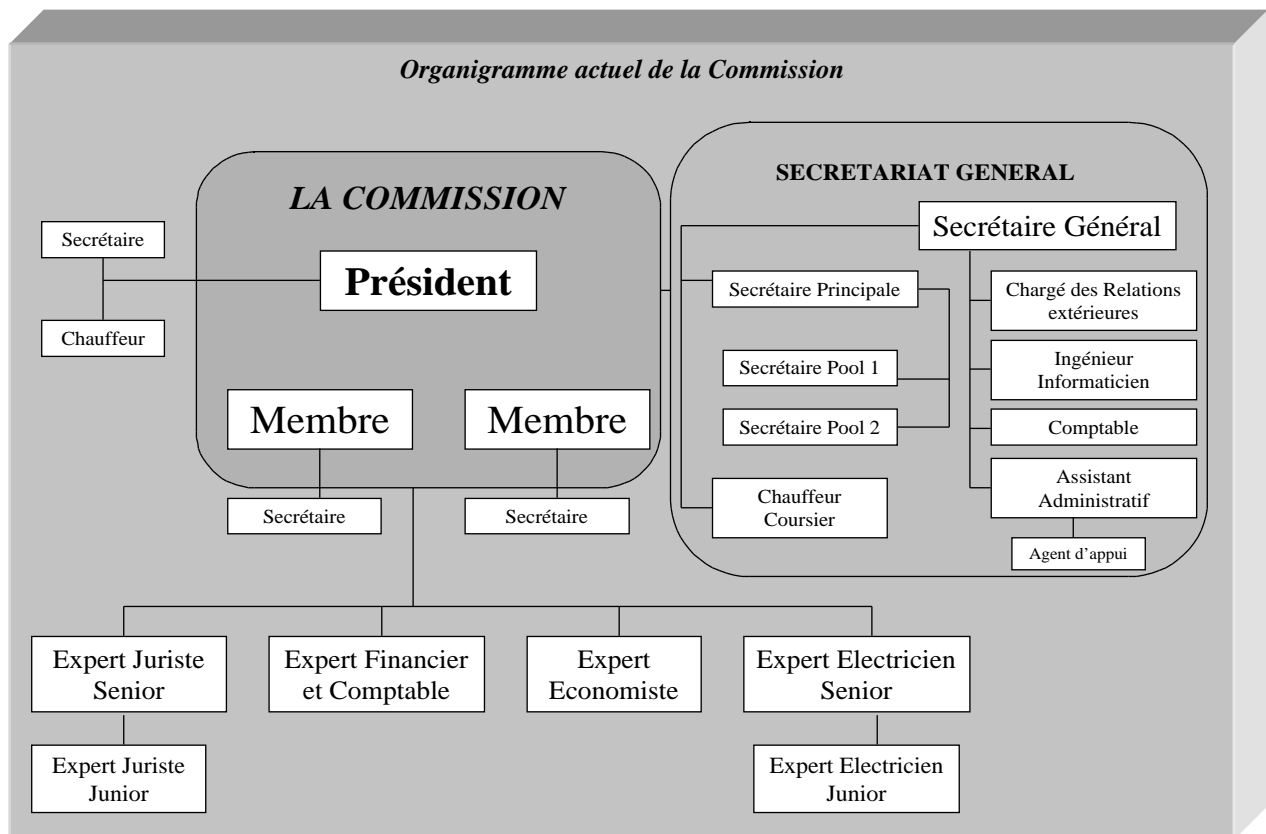 Organigramme actuel de la Commission
LA COMMISSION
Président
Secrétaire
Chauffeur
Membre
Membre
Secrétaire
Secrétaire
SECRETARIAT GENERAL
Secrétaire Général
Secrétaire Principale
Secrétaire Pool 1
Secrétaire Pool 2
Chauffeur
Coursier
Chargé des Relations
extérieures
Ingénieur
Informaticien
Comptable
Assistant
Administratif
Agent d’appui
Expert Juriste
Senior
Expert Financier
et Comptable
Expert
Economiste
Expert Electricien
Senior
Expert Juriste
Junior
Expert Electricien
Junior